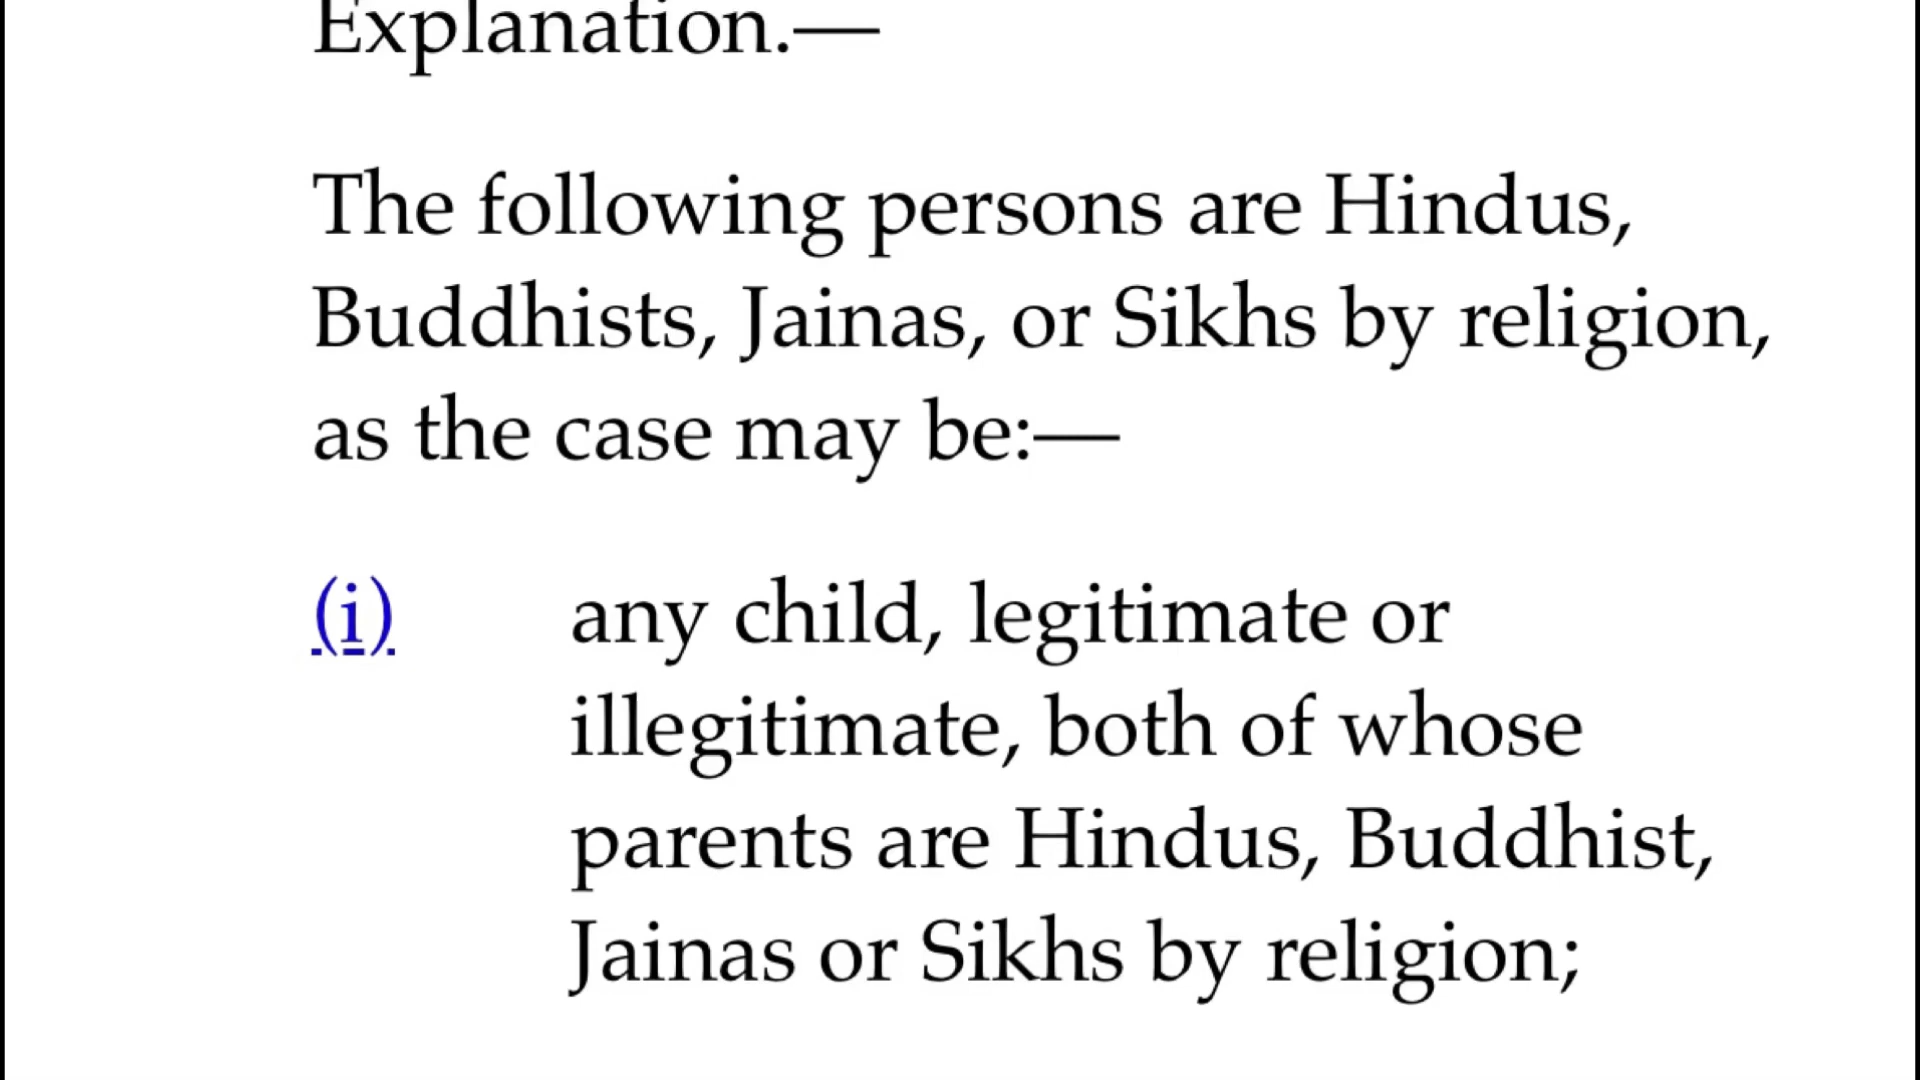 Explanation.—
The following persons are Hindus,
Buddhists, Jainas, or Sikhs by religion,
as the case may be:—
(i) any child, legitimate or
illegitimate, both of whose
parents are Hindus, Buddhist,
Jainas or Sikhs by religion;